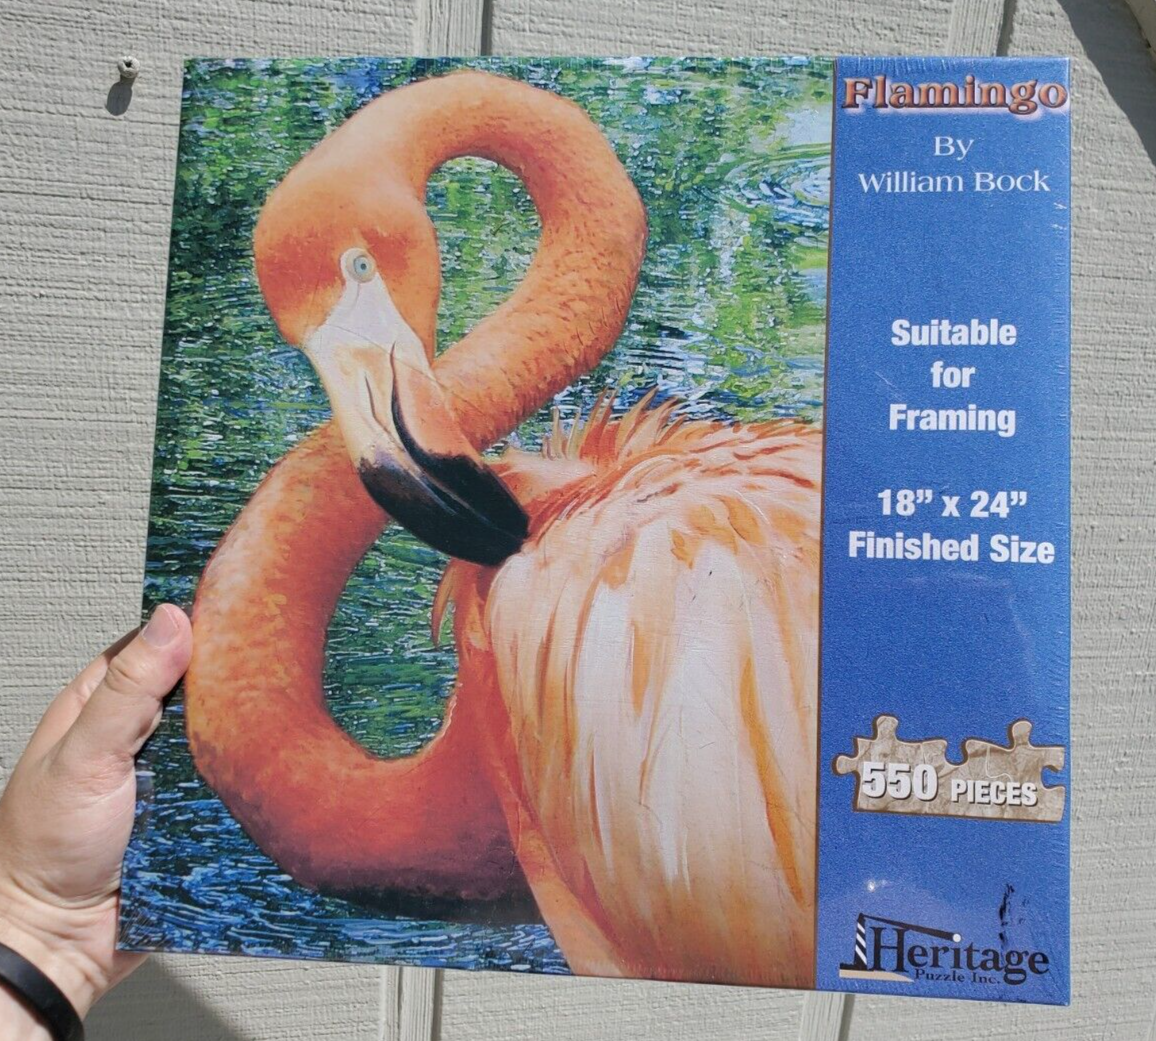 Flamingo
By
William Bock
Suitable
for
Framing
18” x 24”
Finished Size
550 PIECES
Heritage
Puzzle Inc.